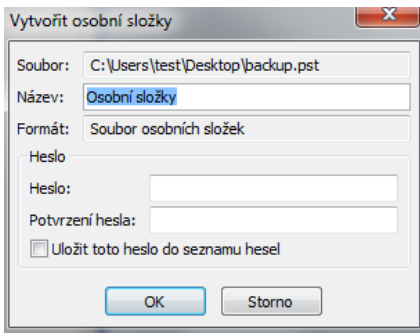 Vytvořit osobní složky
Soubor: C:\Users\test\Desktop\backup.pst
Název: Osobní složky
Formát: Soubor osobních složek
Heslo
Heslo:
Potvrzení hesla:
Uložit toto heslo do seznamu hesel
OK Storno